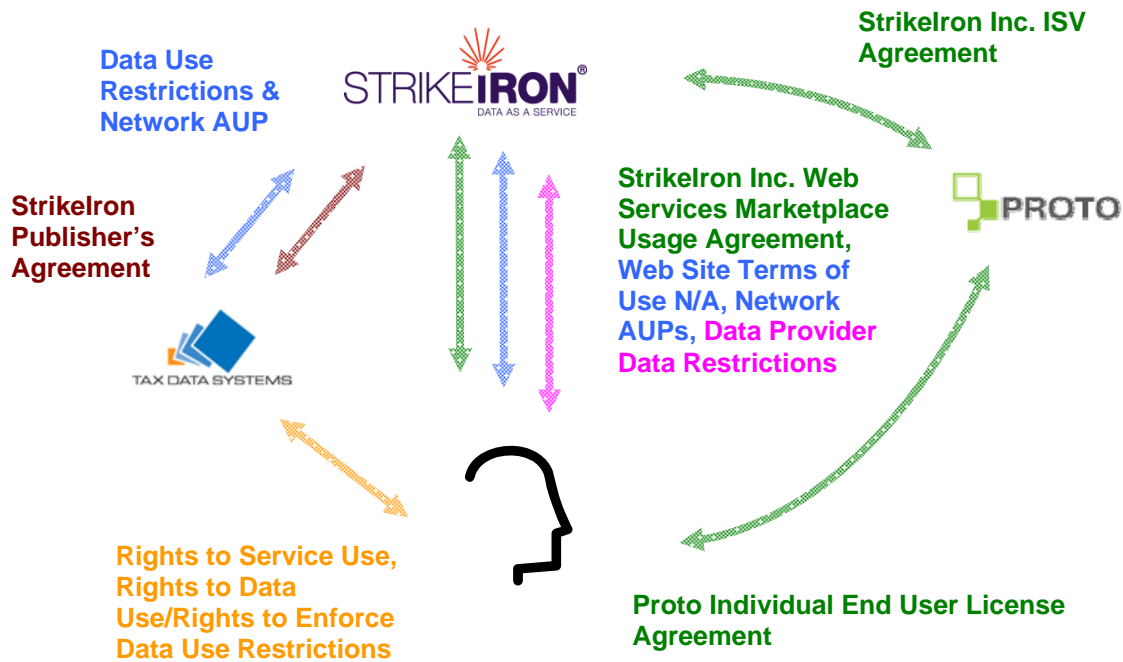 StrikeIron Inc. ISV
Agreement
Data Use
Restrictions &
Network AUP
STRIKEIRON®
DATA AS A SERVICE
StrikeIron
Publisher's
Agreement
StrikeIron Inc. Web
Services Marketplace
Usage Agreement,
Web Site Terms of
Use N/A, Network
AUPs, Data Provider
Data Restrictions
PROTO
TAX DATA SYSTEMS
Rights to Service Use,
Rights to Data
Use/Rights to Enforce
Data Use Restrictions
Proto Individual End User License
Agreement